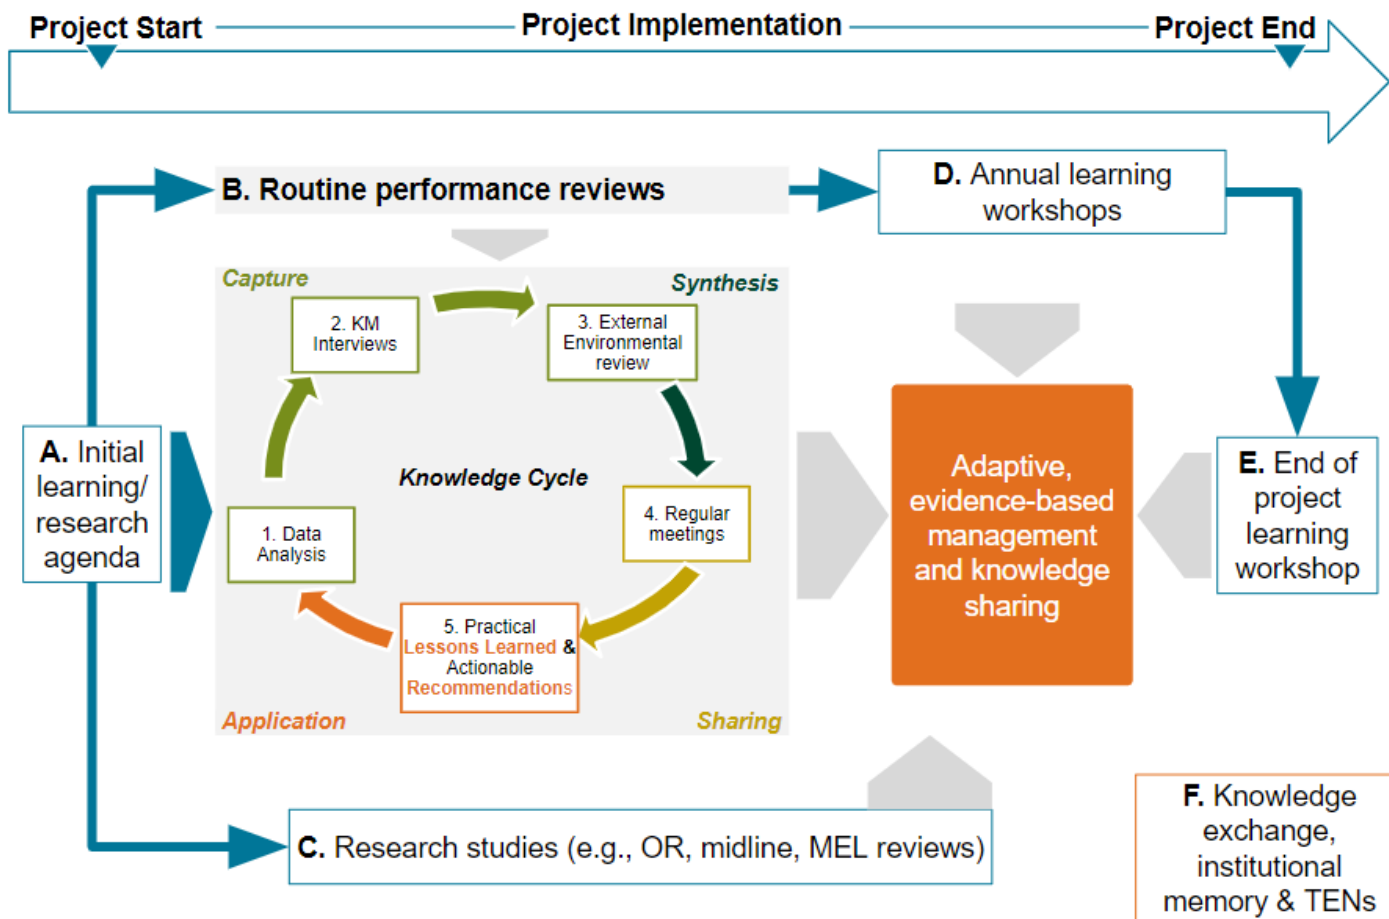 Project Start
Project Implementation
Project End
B. Routine performance reviews
D. Annual learning
workshops
Capture
Synthesis
2. KM
Interviews
3. External
Environmental
review
A. Initial
learning/
research
agenda
Knowledge Cycle
1. Data
Analysis
4. Regular
meetings
5. Practical
Lessons Learned &
Actionable
Recommendations
Application
Sharing
Adaptive,
evidence-based
management
and knowledge
sharing
E. End of
project
learning
workshop
C. Research studies (e.g., OR, midline, MEL reviews)
F. Knowledge
exchange,
institutional
memory & TENs